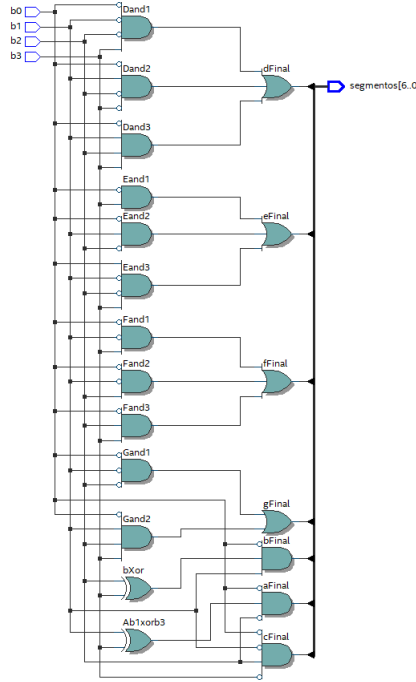 b0
b1
b2
b3
Dand1
Dand2
dFinal
segmentos[6..0
Dand3
Eand1
Eand2
eFinal
Eand3
Fand1
Fand2
fFinal
Fand3
Gand1
Gand2
gFinal
bFinal
bXor
aFinal
Ab1xorb3
cFinal